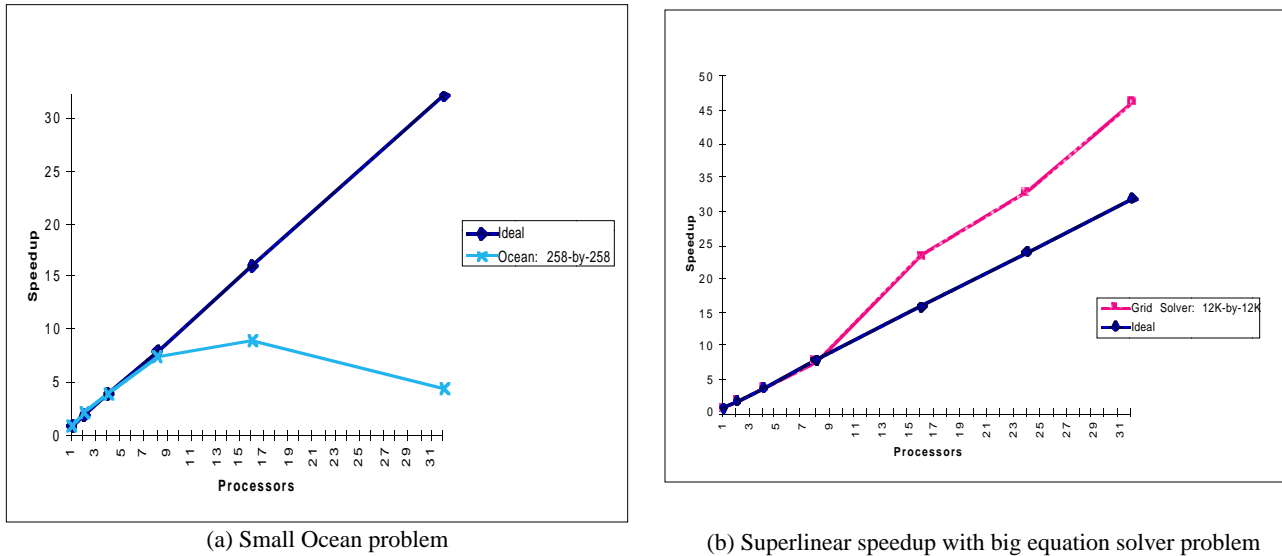 30
25
20
15
10
5
0
Speedup
1 3 5 7 9 11 13 15 17 19 21 23 25 27 29 31
Processors
Ideal
Ocean: 258-by-258
(a) Small Ocean problem
50
45
40
35
30
25
20
15
10
5
0
Speedup
1 3 5 7 9 11 13 15 17 19 21 23 25 27 29 31
Processors
Grid Solver: 12K-by-12K
Ideal
(b) Superlinear speedup with big equation solver problem